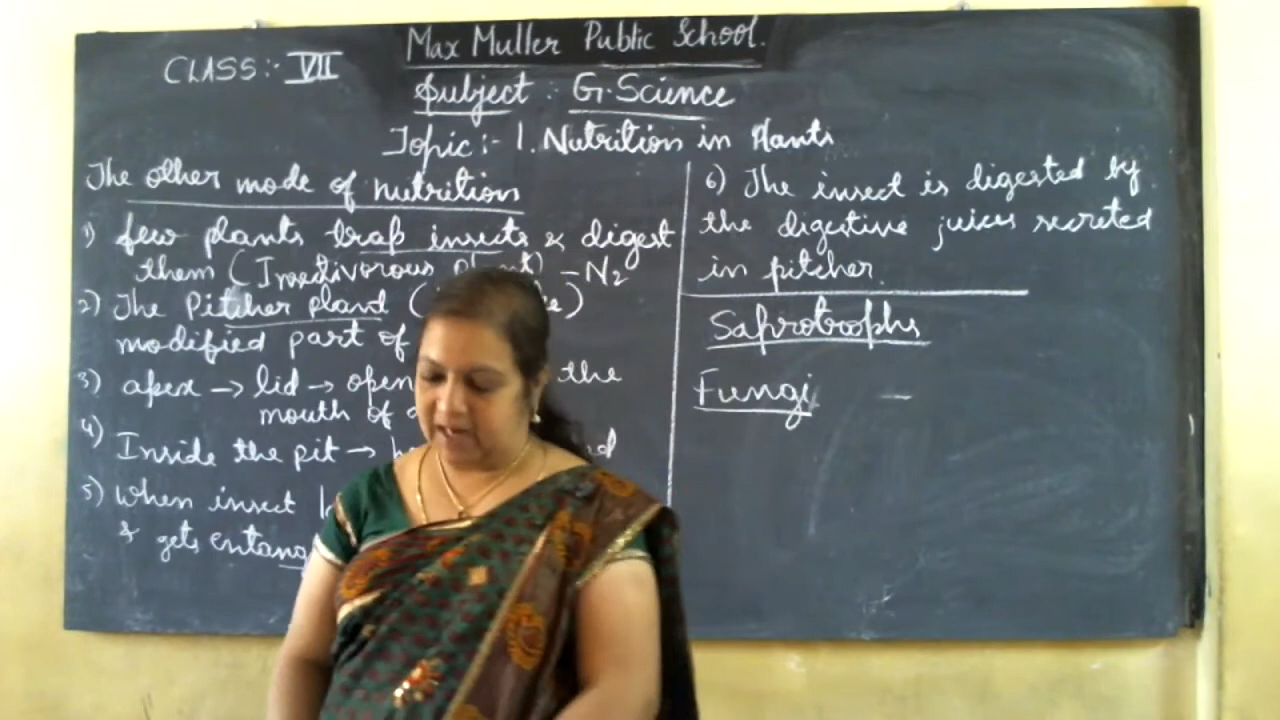 Max Muller Public School.
CLASS:- VII
Subject : G.Science
Topic:- 1. Nutrition in Plants
The other mode of nutrition
1) few plants trap insects & digest
them (Insectivorous plant) - N2
2) The Pitcher plant (
modified part of
3) apex → lid → open the
mouth of
4) Inside the pit →
5) When insect
& gets
6) The insect is digested by
the digestive juices secreted
in pitcher.
Saprotrophs
Fungi -